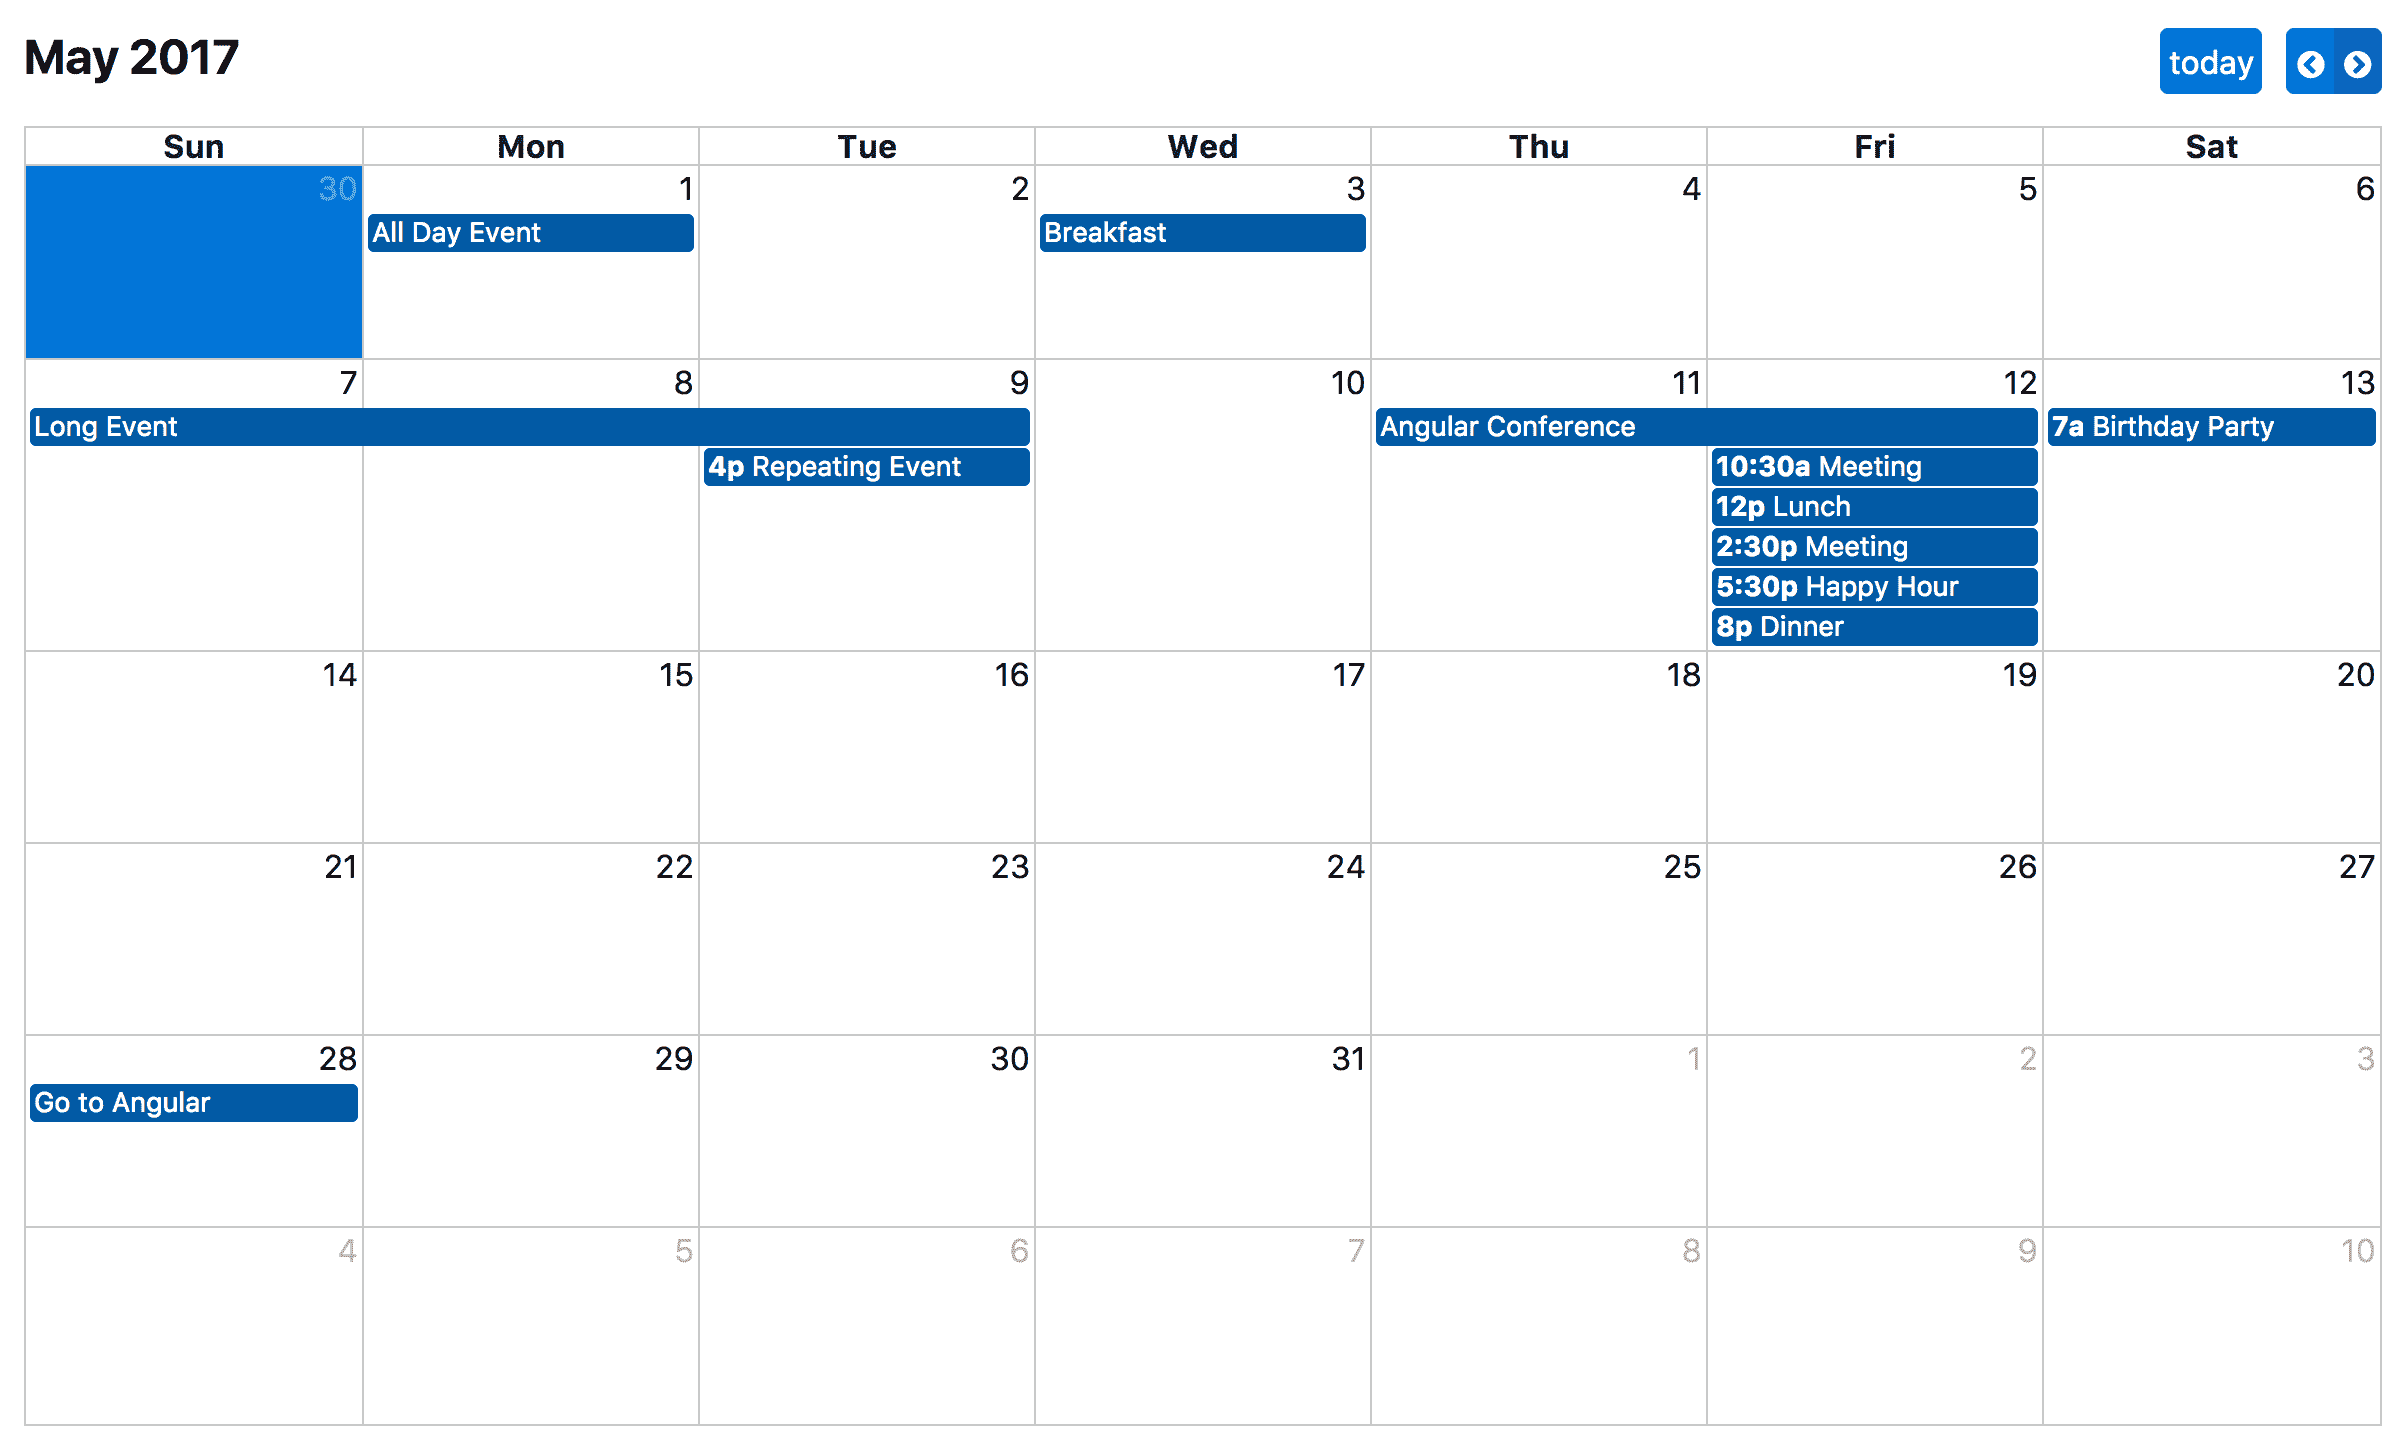 May 2017
today
Sun Mon Tue Wed Thu Fri Sat
30 1 2 3 4 5 6
All Day Event Breakfast
7 8 9 10 11 12 13
Long Event Angular Conference 7a Birthday Party
4p Repeating Event 10:30a Meeting
12p Lunch
2:30p Meeting
5:30p Happy Hour
8p Dinner
14 15 16 17 18 19 20
21 22 23 24 25 26 27
28 29 30 31 1 2 3
Go to Angular
4 5 6 7 8 9 10